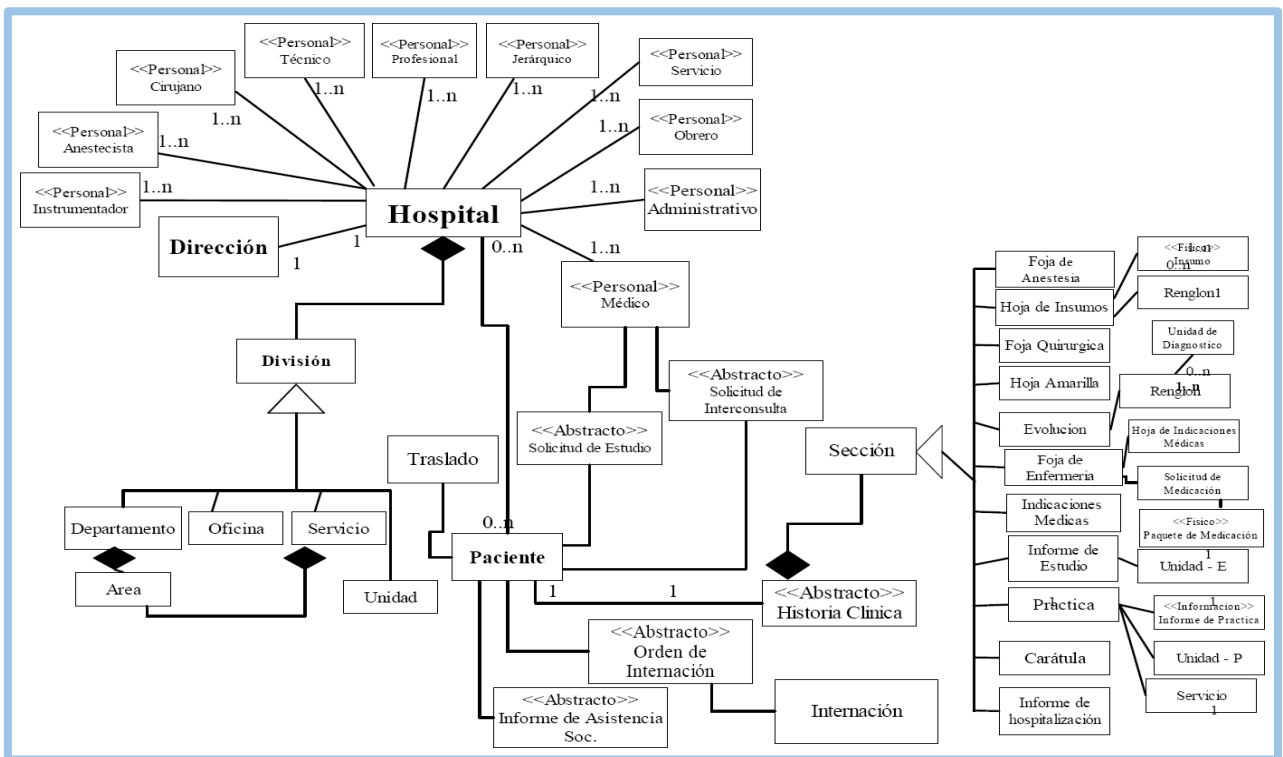 <<Personal>>
Técnico
<<Personal>>
Profesional
<<Personal>>
Jerárquico
<<Personal>>
Servicio
<<Personal>>
Cirujano
1..n
1..n
1..n
1..n
<<Personal>>
Obrero
1..n
1..n
<<Personal>>
Anestecista
1..n
<<Personal>>
Instrumentador
1..n
1..n
<<Personal>>
Administrativo
Hospital
Dirección
1
1
0..n
1..n
<<Personal>>
Médico
División
<<Abstracto>>
Solicitud de
Interconsulta
<<Abstracto>>
Solicitud de Estudio
Traslado
Sección
Departamento
Oficina
Servicio
0..n
Paciente
Area
Unidad
1
1
<<Abstracto>>
Historia Clinica
<<Abstracto>>
Orden de
Internación
<<Abstracto>>
Informe de Asistencia
Soc.
Internación
Foja de
Anestesia
<<Fisico>>
Insumo
1..n
0..n
Hoja de Insumos
Renglon1
Foja Quirurgica
Unidad de
Diagnostico
Hoja Amarilla
0..n
1..n
Renglon
Evolucion
Hoja de Indicaciones
Médicas
Foja de
Enfermeria
Solicitud de
Medicación
Indicaciones
Medicas
<<Fisico>>
Paquete de Medicación
1
Informe de
Estudio
Unidad - E
Practica
1
1
<<Informacion>>
Informe de Practica
Carátula
Unidad - P
Servicio
1
Informe de
hospitalización